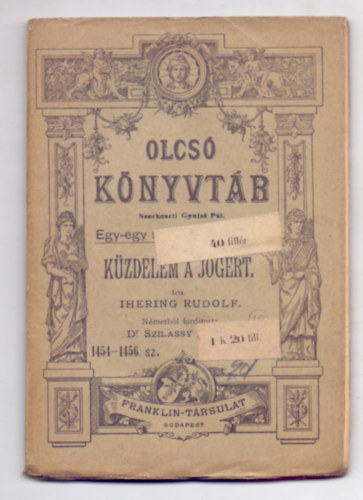 OLCSÓ
KÖNYVTÁR
Szerkeszti Gyulai Pál.
Egy-egy
40 fillér
KÜZDELEM A JOGÉRT.
Irta
IHERING RUDOLF.
Németből fordította
Dr SZILASSY
1 K 20 fill.
1454–1456. SZ.
FRANKLIN-TÁRSULAT
BUDAPEST